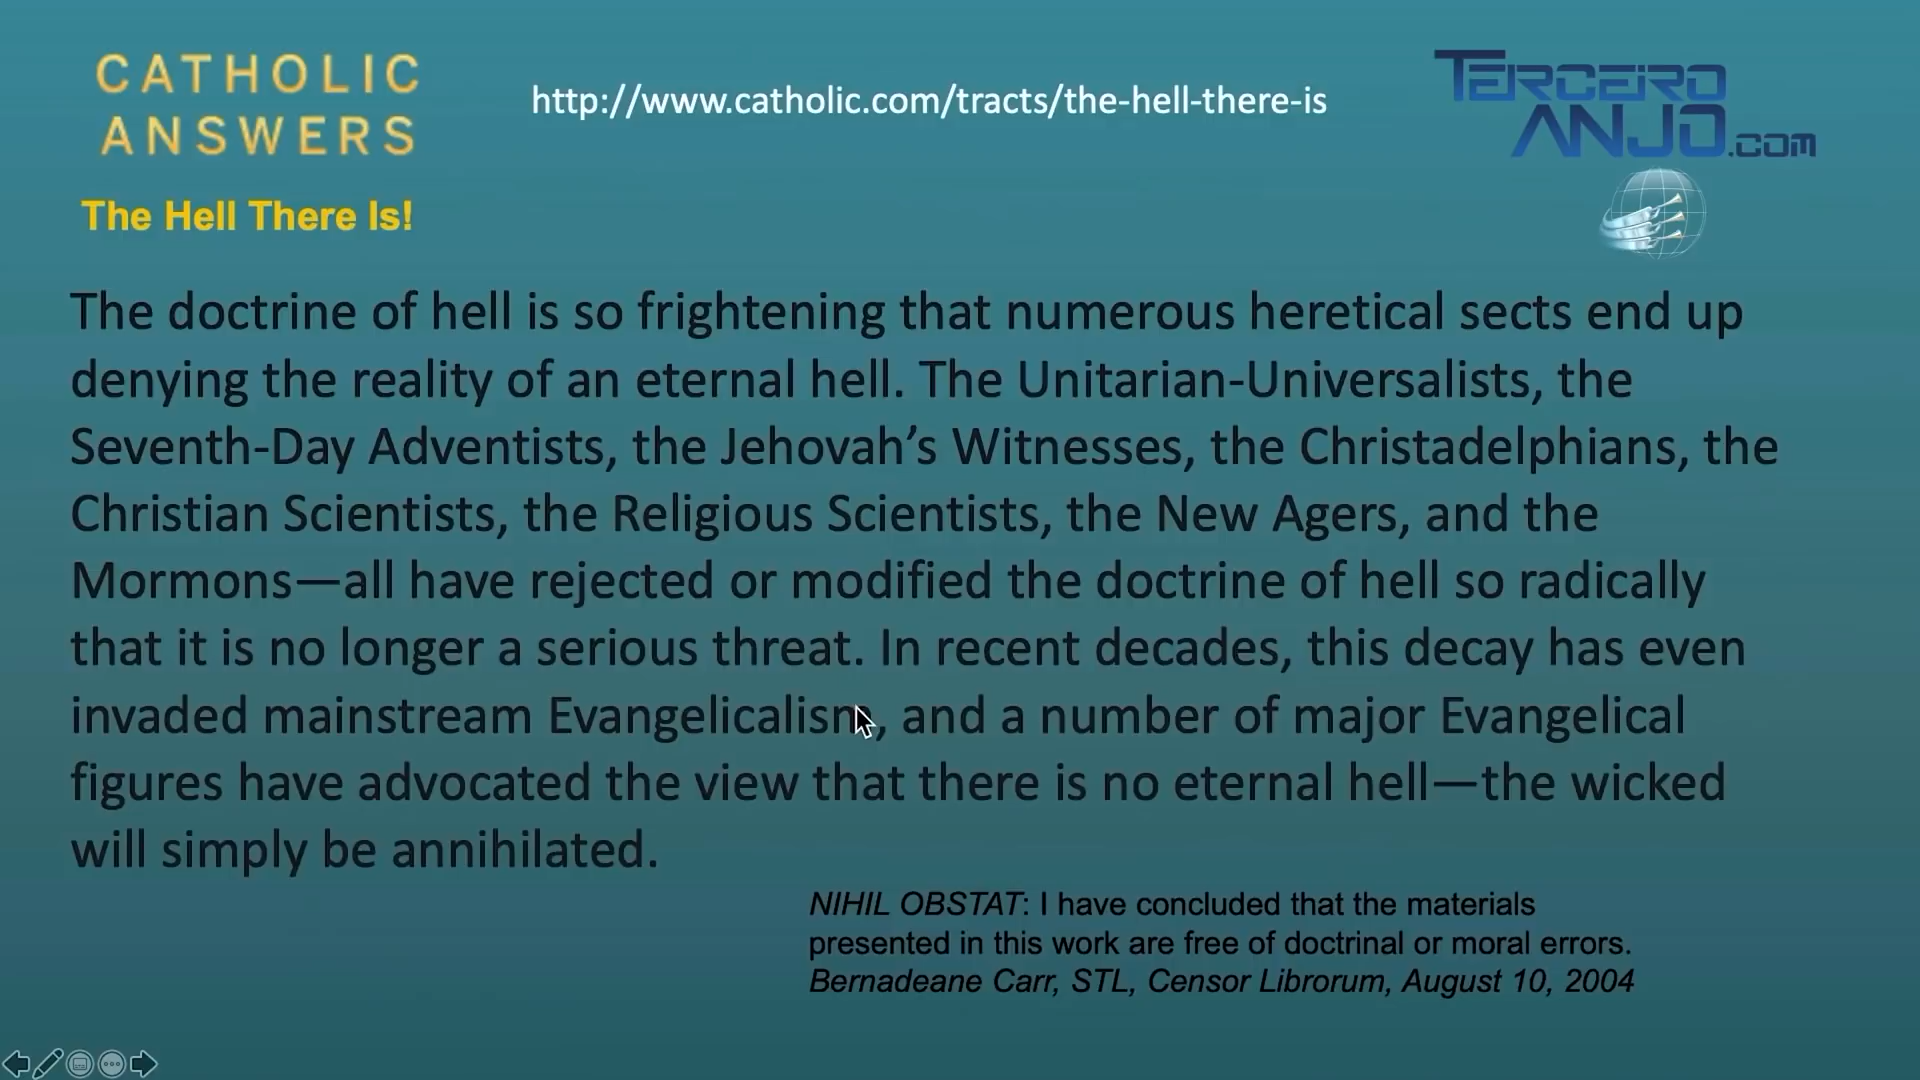 CATHOLIC
ANSWERS
http://www.catholic.com/tracts/the-hell-there-is
TERCEIRO
ANJO.COM
The Hell There Is!
The doctrine of hell is so frightening that numerous heretical sects end up
denying the reality of an eternal hell. The Unitarian-Universalists, the
Seventh-Day Adventists, the Jehovah’s Witnesses, the Christadelphians, the
Christian Scientists, the Religious Scientists, the New Agers, and the
Mormons—all have rejected or modified the doctrine of hell so radically
that it is no longer a serious threat. In recent decades, this decay has even
invaded mainstream Evangelicalism, and a number of major Evangelical
figures have advocated the view that there is no eternal hell—the wicked
will simply be annihilated.
NIHIL OBSTAT: I have concluded that the materials
presented in this work are free of doctrinal or moral errors.
Bernadeane Carr, STL, Censor Librorum, August 10, 2004